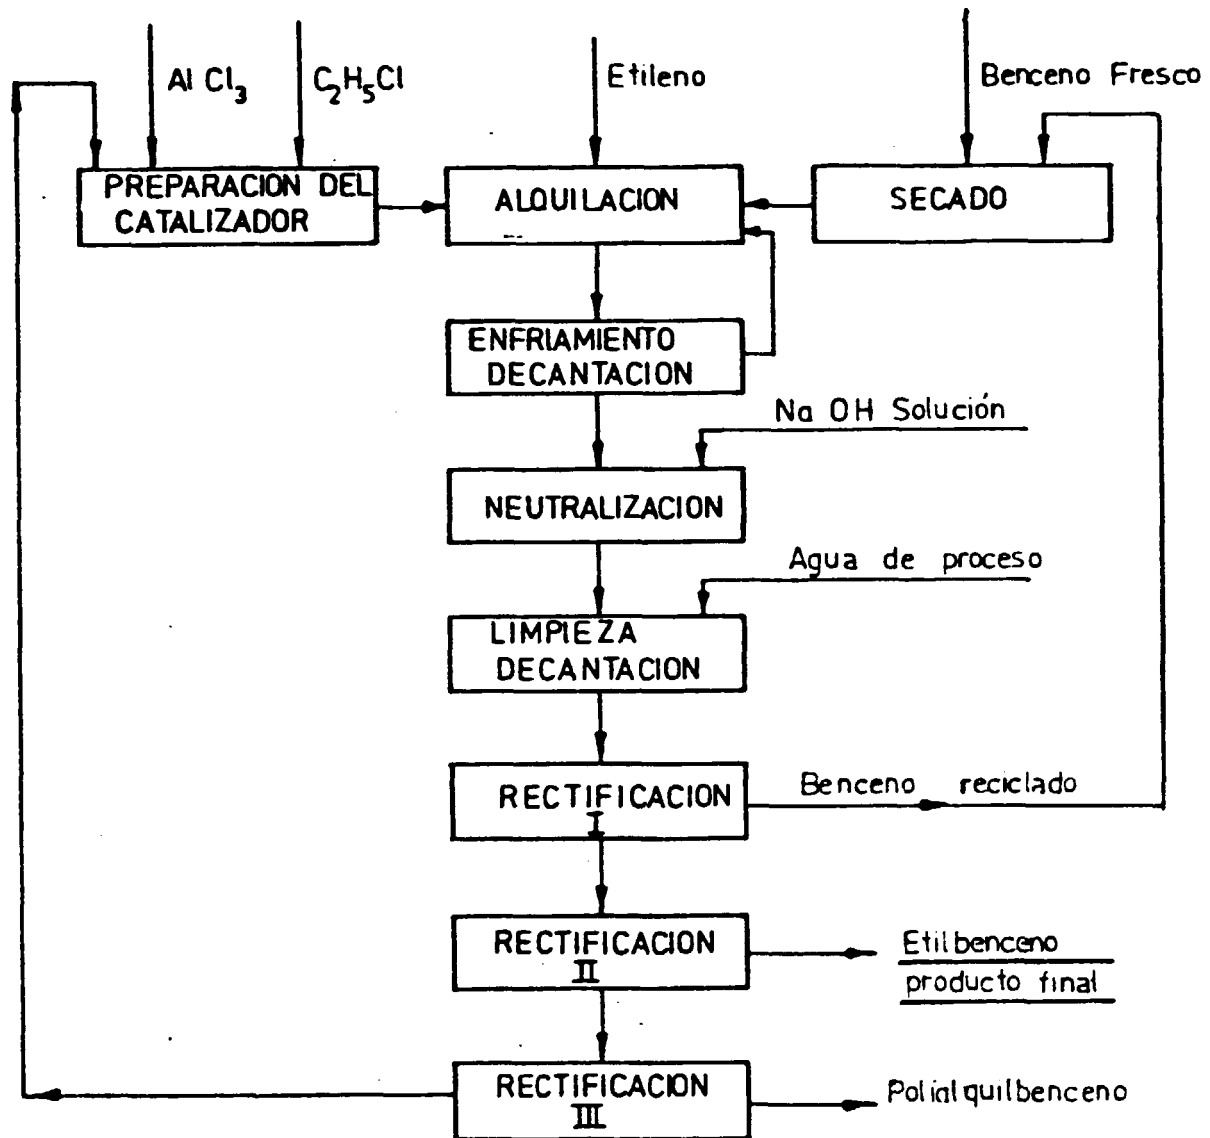 Al Cl3
C2H5Cl
Etileno
Benceno Fresco
PREPARACION DEL
CATALIZADOR
ALQUILACION
SECADO
ENFRIAMIENTO
DECANTACION
Na OH Solución
NEUTRALIZACION
Agua de proceso
LIMPIEZA
DECANTACION
RECTIFICACION
I
Benceno reciclado
RECTIFICACION
II
Etilbenceno
producto final
RECTIFICACION
III
Polialquilbenceno